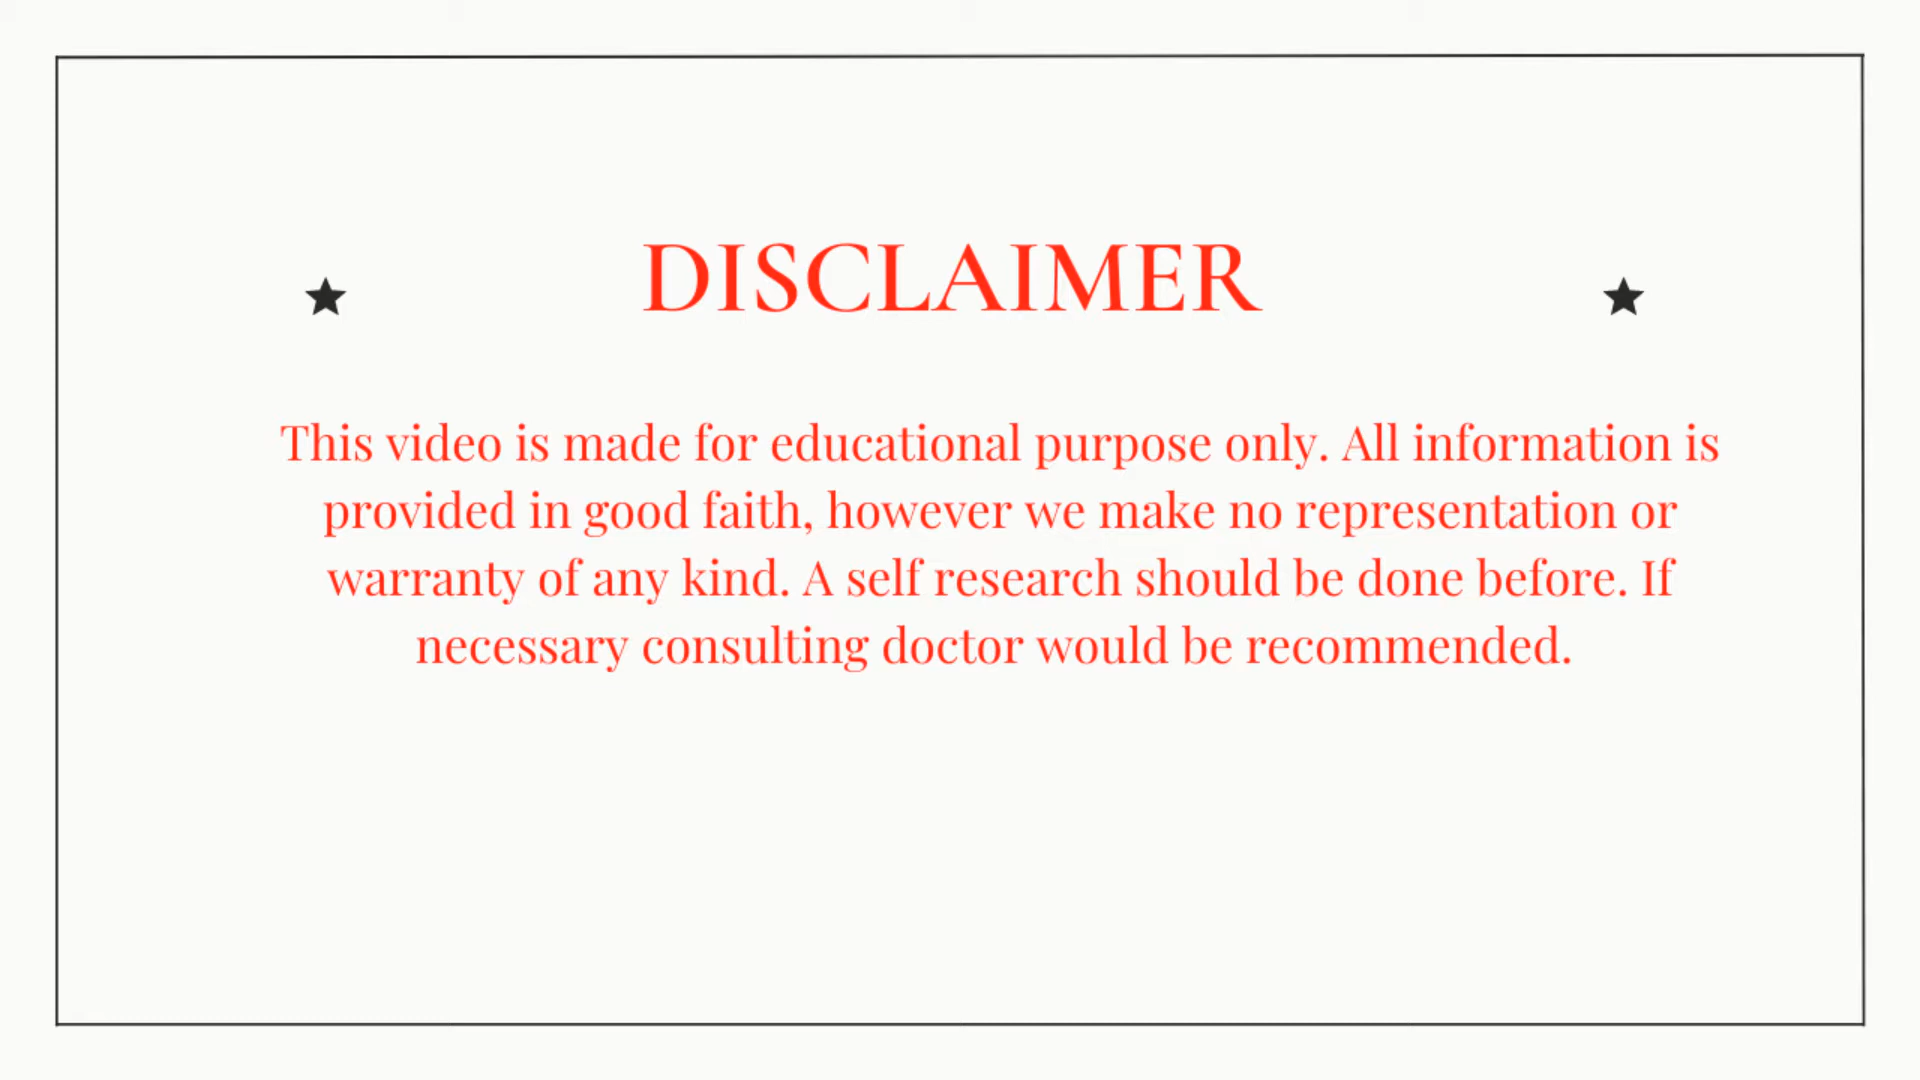 DISCLAIMER
This video is made for educational purpose only. All information is
provided in good faith, however we make no representation or
warranty of any kind. A self research should be done before. If
necessary consulting doctor would be recommended.